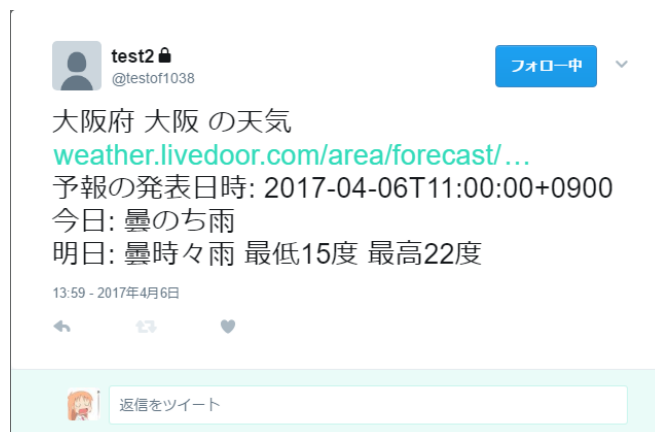 test2
@testof1038
フォロー中
大阪府 大阪 の天気
weather.livedoor.com/area/forecast/…
予報の発表日時: 2017-04-06T11:00:00+0900
今日: 曇のち雨
明日: 曇時々雨 最低15度 最高22度
13:59 - 2017年4月6日
返信をツイート